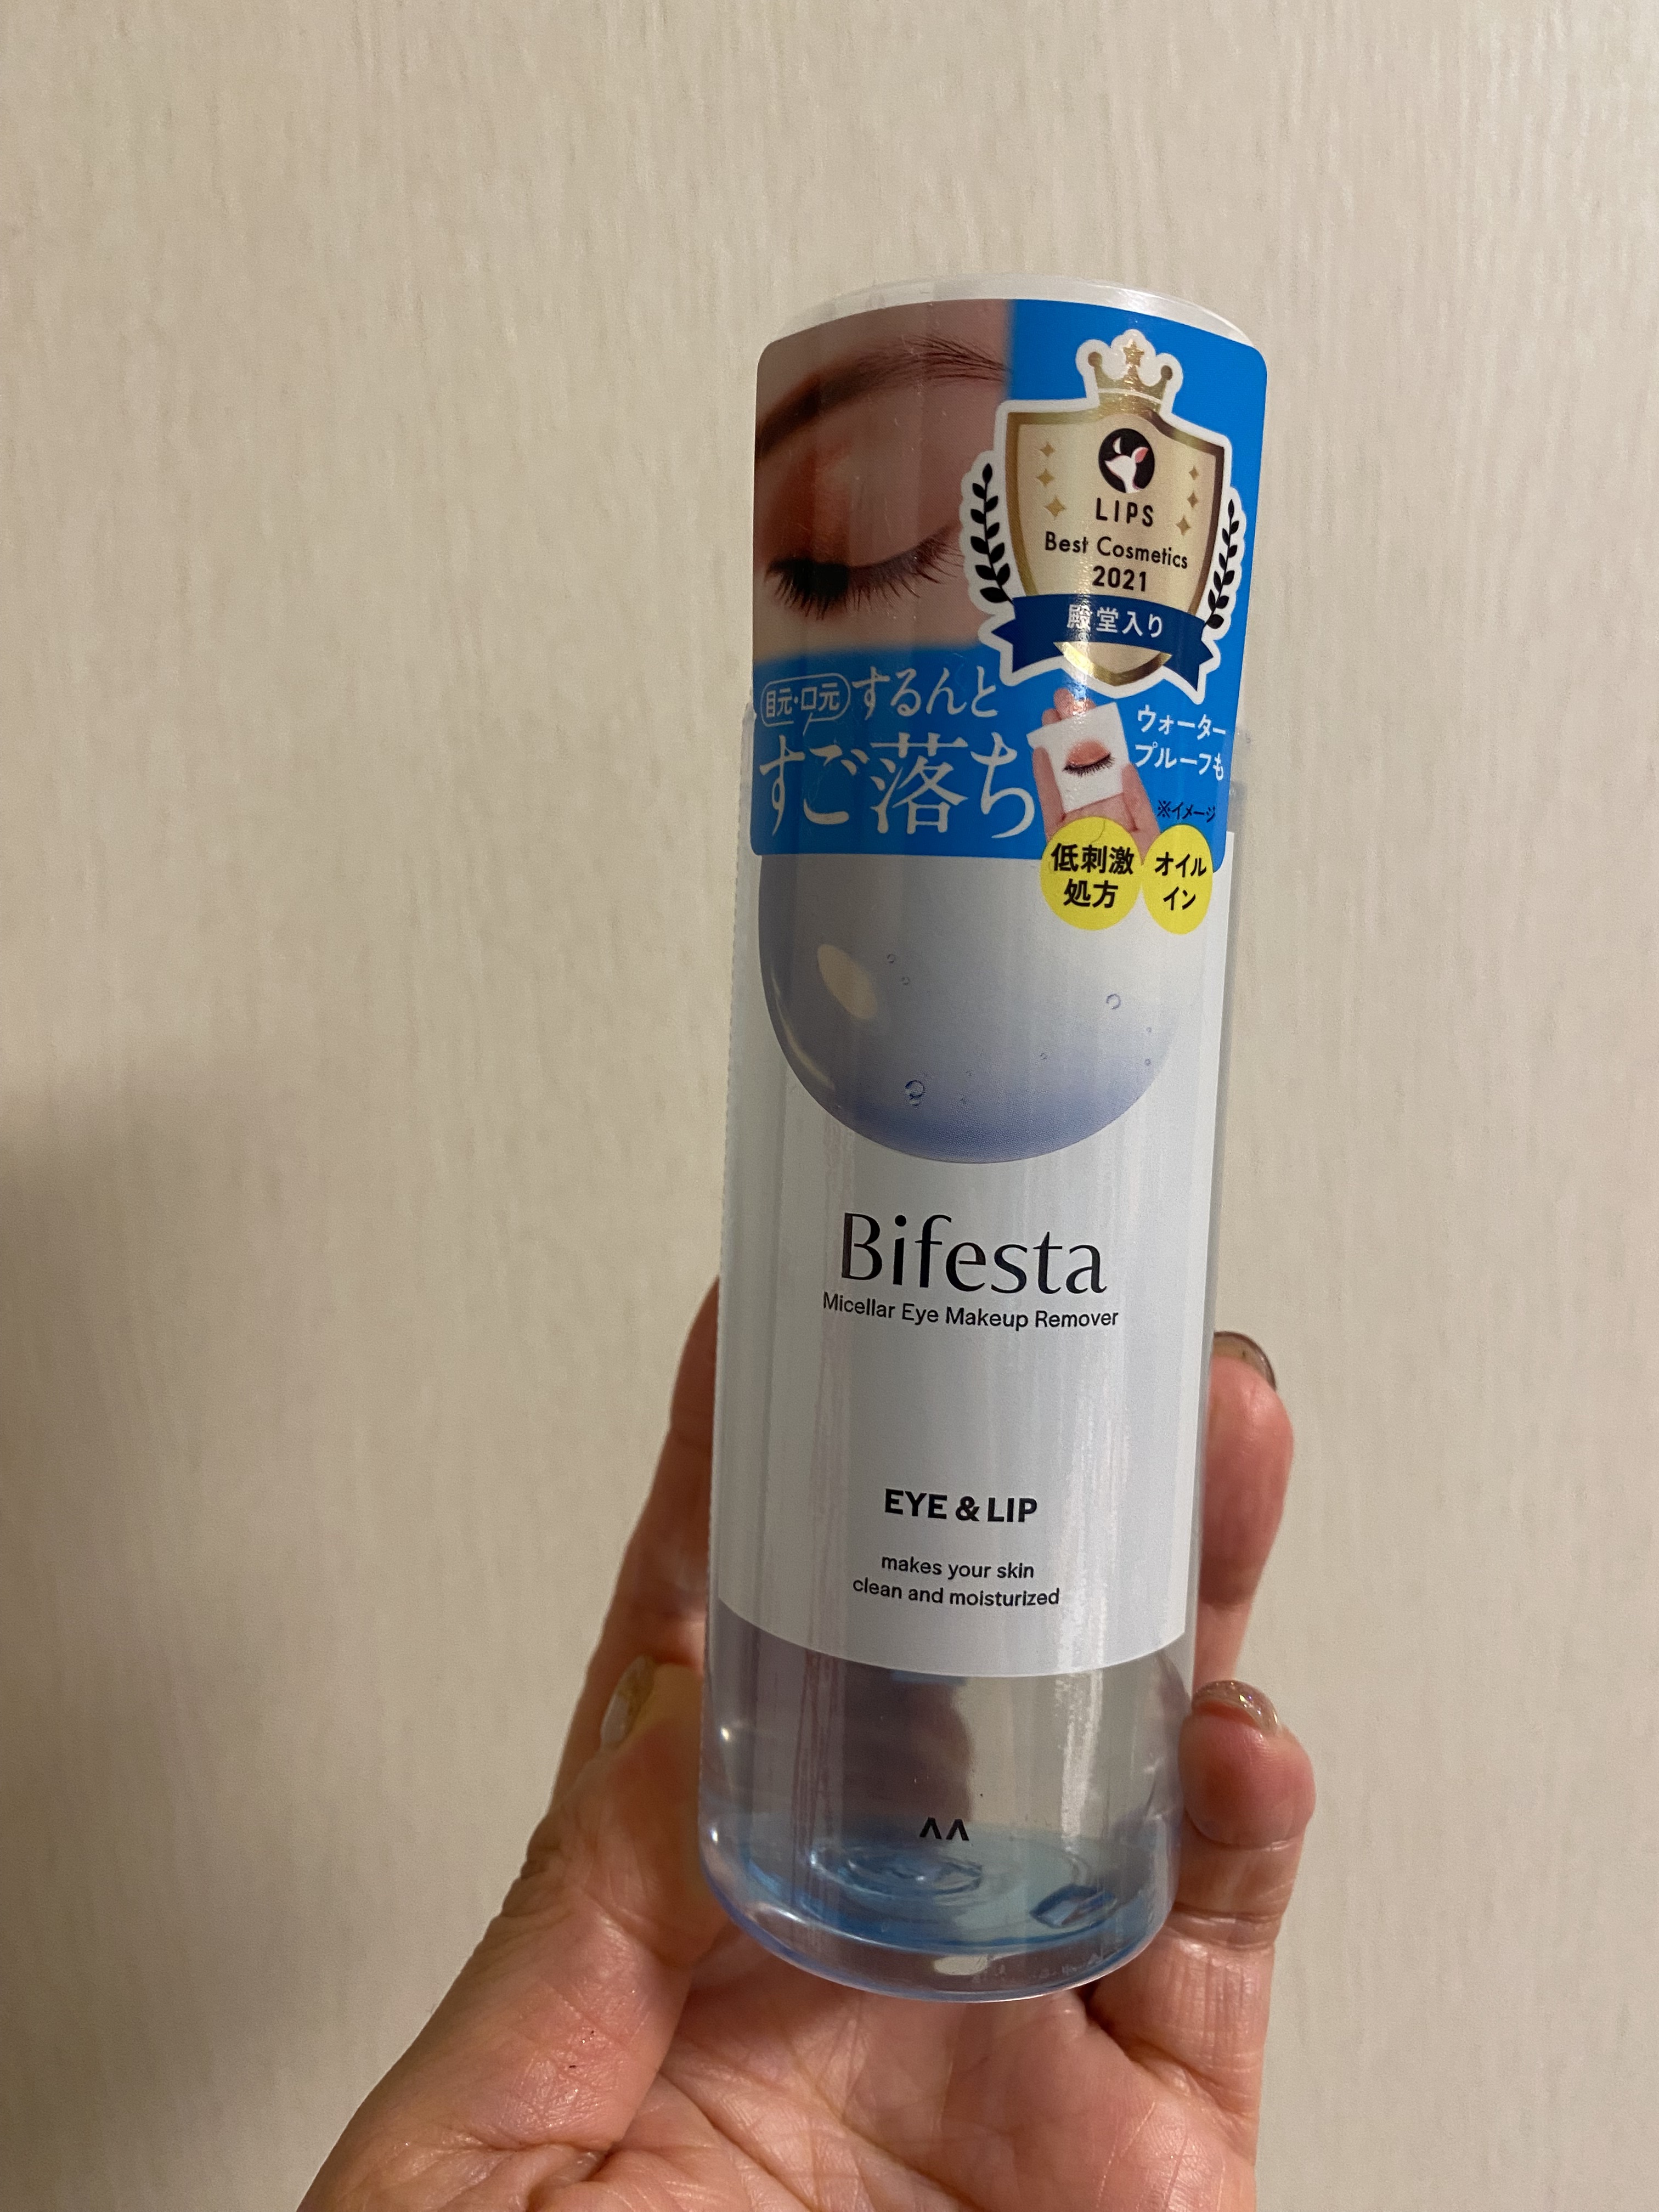 LIPS
Best Cosmetics
2021
殿堂入り
目元・口元 するんと
すご落ち
ウォーター
プルーフも
※イメージ
低刺激
処方
オイル
イン
Bifesta
Micellar Eye Makeup Remover
EYE & LIP
makes your skin
clean and moisturized